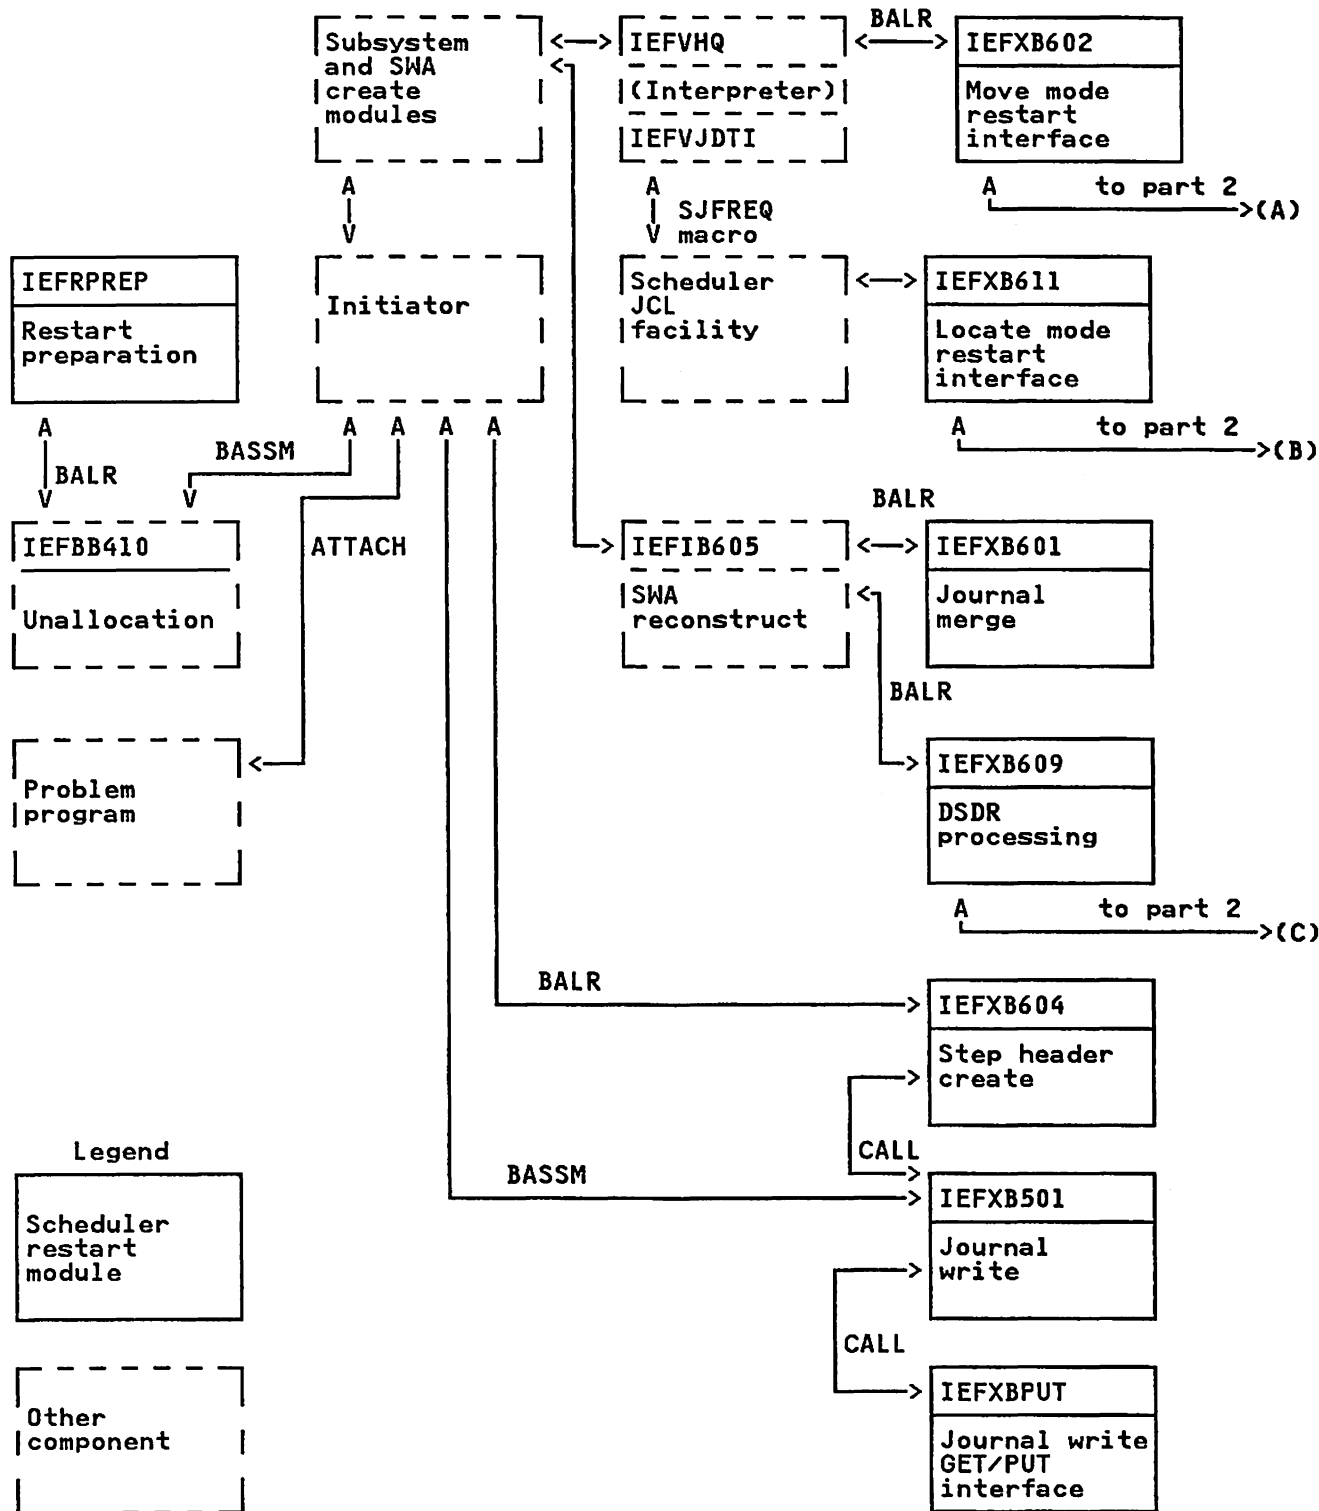 BALR
Subsystem
and SWA
create
modules
IEFVHQ
(Interpreter)
IEFVJDTI
IEFXB602
Move mode
restart
interface
A
A
SJFREQ
macro
V
V
A
to part 2
>(A)
IEFRPREP
Restart
preparation
Initiator
Scheduler
JCL
facility
IEFXB611
Locate mode
restart
interface
A
BALR
V
BASSM
V
A
A
A
A
A
to part 2
>(B)
BALR
IEFBB410
Unallocation
ATTACH
IEFIB605
SWA
reconstruct
IEFXB601
Journal
merge
BALR
Problem
program
IEFXB609
DSDR
processing
A
to part 2
>(C)
BALR
IEFXB604
Step header
create
CALL
Legend
Scheduler
restart
module
BASSM
IEFXB501
Journal
write
CALL
Other
component
IEFXBPUT
Journal write
GET/PUT
interface